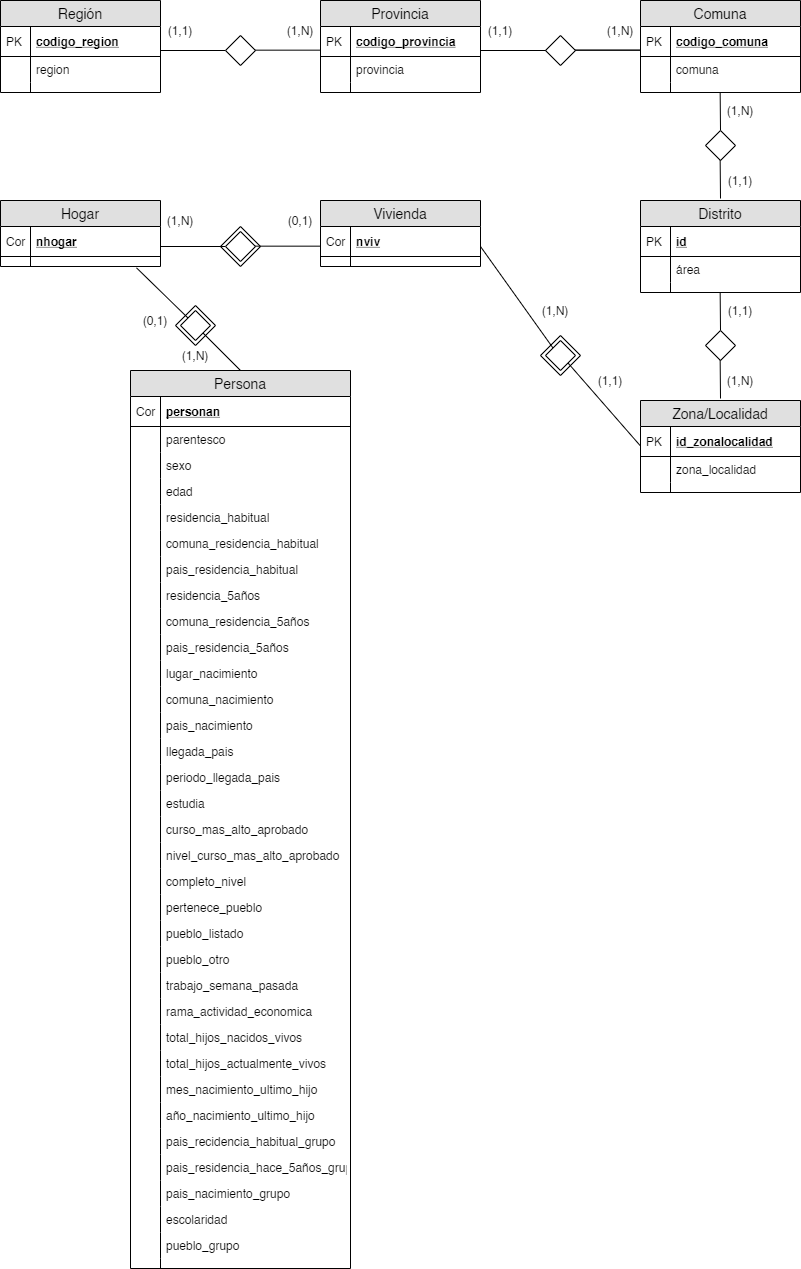 Región
PK codigo_region
region
(1,1)
(1,N)
Provincia
PK codigo_provincia
provincia
(1,1)
(1,N)
Comuna
PK codigo_comuna
comuna
(1,N)
(1,1)
Hogar
Cor nhogar
(1,N)
(0,1)
Vivienda
Cor nviv
Distrito
PK id
área
(1,1)
(1,N)
(1,N)
(1,1)
Zona/Localidad
PK id_zonalocalidad
zona_localidad
(0,1)
(1,N)
Persona
Cor personan
parentesco
sexo
edad
residencia_habitual
comuna_residencia_habitual
pais_residencia_habitual
residencia_5años
comuna_residencia_5años
pais_residencia_5años
lugar_nacimiento
comuna_nacimiento
pais_nacimiento
llegada_pais
periodo_llegada_pais
estudia
curso_mas_alto_aprobado
nivel_curso_mas_alto_aprobado
completo_nivel
pertenece_pueblo
pueblo_listado
pueblo_otro
trabajo_semana_pasada
rama_actividad_economica
total_hijos_nacidos_vivos
total_hijos_actualmente_vivos
mes_nacimiento_ultimo_hijo
año_nacimiento_ultimo_hijo
pais_recidencia_habitual_grupo
pais_residencia_hace_5años_gru
pais_nacimiento_grupo
escolaridad
pueblo_grupo